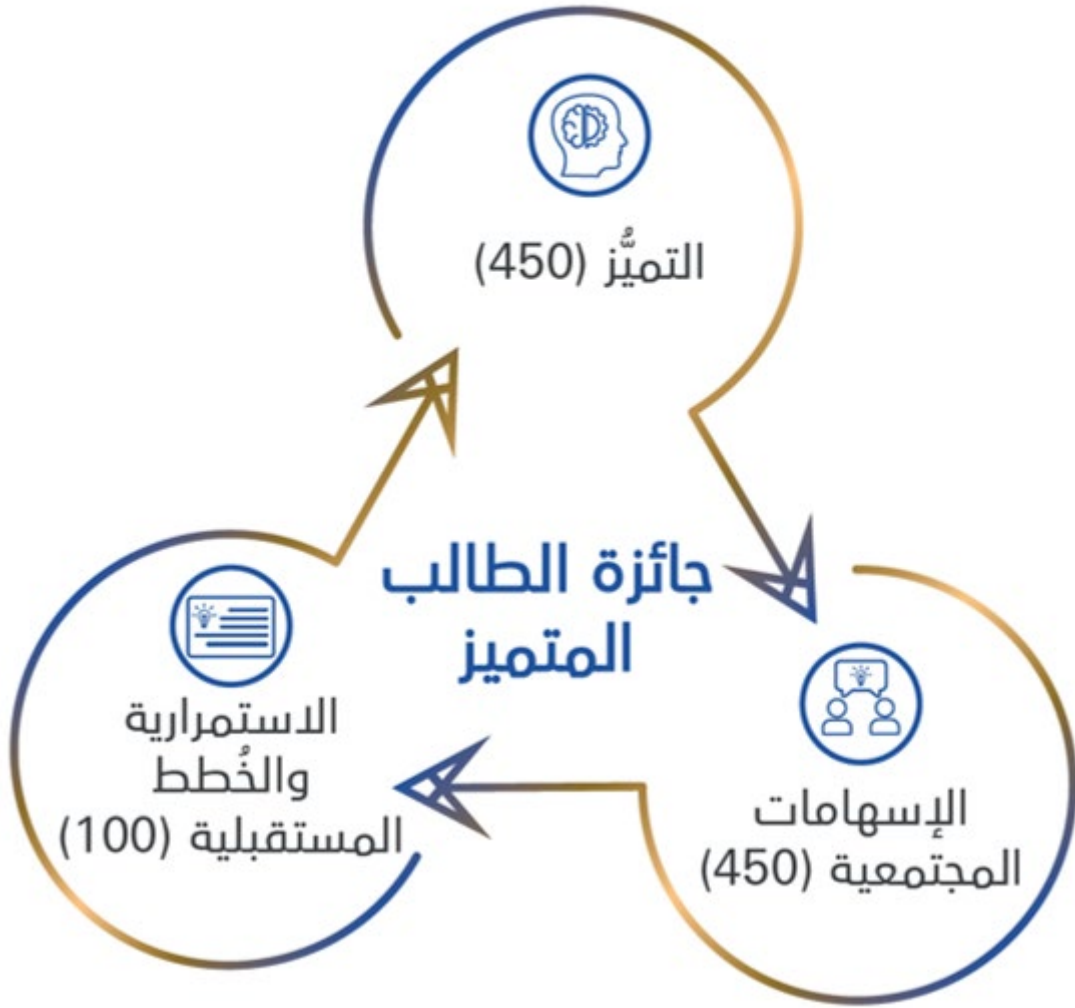 التميُّز (450)
جائزة الطالب
المتميز
الإسهامات
المجتمعية (450)
الاستمرارية
والخُطط
المستقبلية (100)